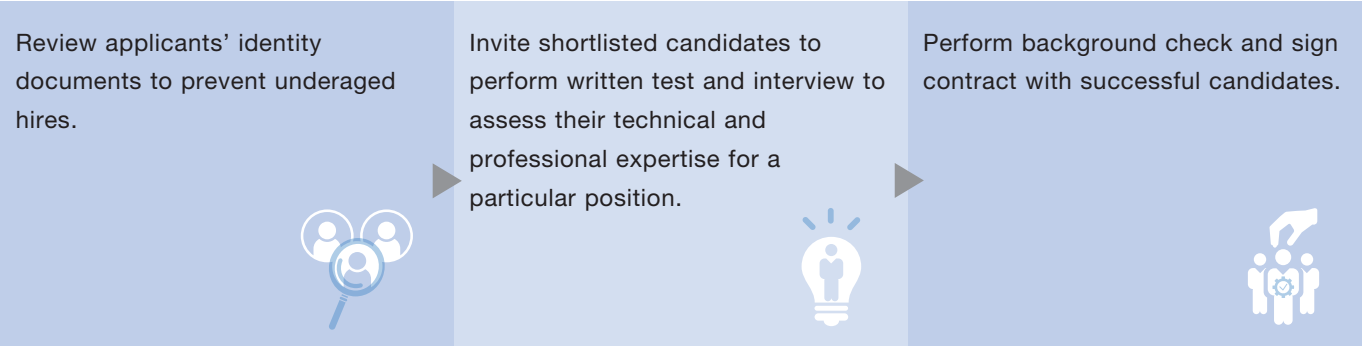 Review applicants’ identity
documents to prevent underaged
hires.
Invite shortlisted candidates to
perform written test and interview to
assess their technical and
professional expertise for a
particular position.
Perform background check and sign
contract with successful candidates.